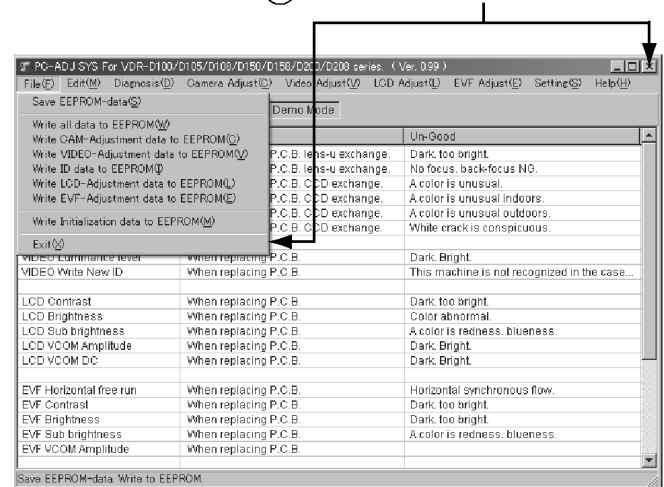 PC-ADJ SYS For VDR-D100/D105/D108/D150/D158/D200/D208 series. ( Ver. 0.99 )
File(F) Edit(M) Diagnosis(D) Camera Adjust(C) Video Adjust(V) LCD Adjust(L) EVF Adjust(E) Setting(S) Help(H)
Save EEPROM-data(S)
Demo Mode
Write all data to EEPROM(W)
Write CAM-Adjustment data to EEPROM(C)
Write VIDEO-Adjustment data to EEPROM(V)
Write ID data to EEPROM(I)
Write LCD-Adjustment data to EEPROM(L)
Write EVF-Adjustment data to EEPROM(E)
Write Initialization data to EEPROM(M)
Exit(X)
Un-Good
P.C.B. lens-u exchange. Dark. too bright.
P.C.B. lens-u exchange. No focus. back-focus NG.
P.C.B. CCD exchange. A color is unusual.
P.C.B. CCD exchange. A color is unusual indoors.
P.C.B. CCD exchange. A color is unusual outdoors.
P.C.B. CCD exchange. White crack is conspicuous.
VIDEO Luminance level When replacing P.C.B. Dark. Bright.
VIDEO Write New ID When replacing P.C.B. This machine is not recognized in the case...
LCD Contrast When replacing P.C.B. Dark. too bright.
LCD Brightness When replacing P.C.B. Color abnormal.
LCD Sub brightness When replacing P.C.B. A color is redness. blueness.
LCD VCOM Amplitude When replacing P.C.B. Dark. Bright.
LCD VCOM DC When replacing P.C.B. Dark. Bright.
EVF Horizontal free run When replacing P.C.B. Horizontal synchronous flow.
EVF Contrast When replacing P.C.B. Dark. too bright.
EVF Brightness When replacing P.C.B. Dark. too bright.
EVF Sub brightness When replacing P.C.B. A color is redness. blueness.
EVF VCOM Amplitude When replacing P.C.B.
Save EEPROM-data. Write to EEPROM.